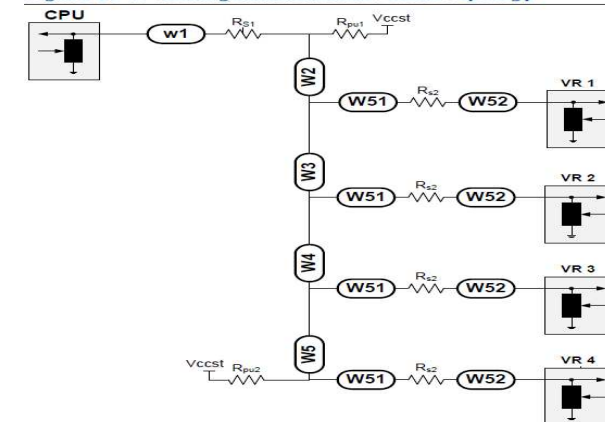 CPU
w1
RS1
Rpu1
Vccst
W2
W51
Rs2
W52
VR 1
W3
W51
Rs2
W52
VR 2
W4
W51
Rs2
W52
VR 3
W5
Vccst
Rpu2
W51
Rs2
W52
VR 4